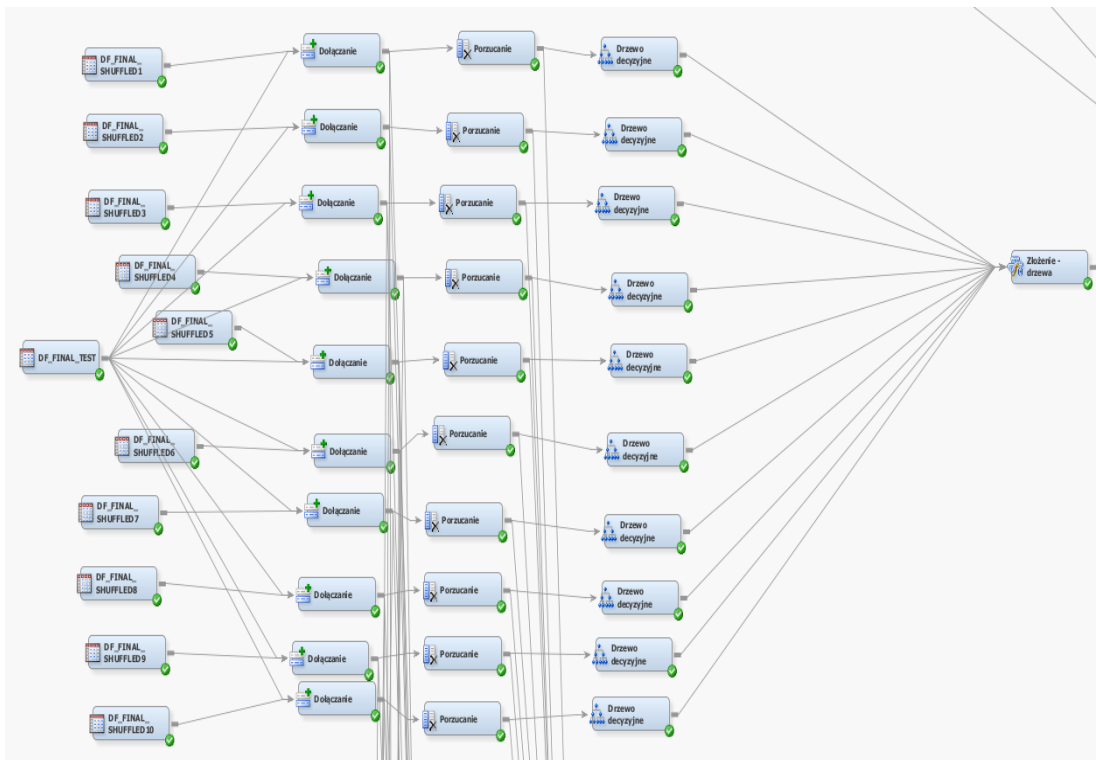 DF_FINAL_
SHUFFLED1
Dołączanie
Porzucanie
Drzewo
decyzyjne
DF_FINAL_
SHUFFLED2
Dołączanie
Porzucanie
Drzewo
decyzyjne
DF_FINAL_
SHUFFLED3
Dołączanie
Porzucanie
Drzewo
decyzyjne
DF_FINAL_
SHUFFLED4
Dołączanie
Porzucanie
Drzewo
decyzyjne
Złożenie -
drzewa
DF_FINAL_
SHUFFLED5
Dołączanie
Porzucanie
Drzewo
decyzyjne
DF_FINAL_TEST
DF_FINAL_
SHUFFLED6
Dołączanie
Porzucanie
Drzewo
decyzyjne
DF_FINAL_
SHUFFLED7
Dołączanie
Porzucanie
Drzewo
decyzyjne
DF_FINAL_
SHUFFLED8
Dołączanie
Porzucanie
Drzewo
decyzyjne
DF_FINAL_
SHUFFLED9
Dołączanie
Porzucanie
Drzewo
decyzyjne
DF_FINAL_
SHUFFLED10
Dołączanie
Porzucanie
Drzewo
decyzyjne